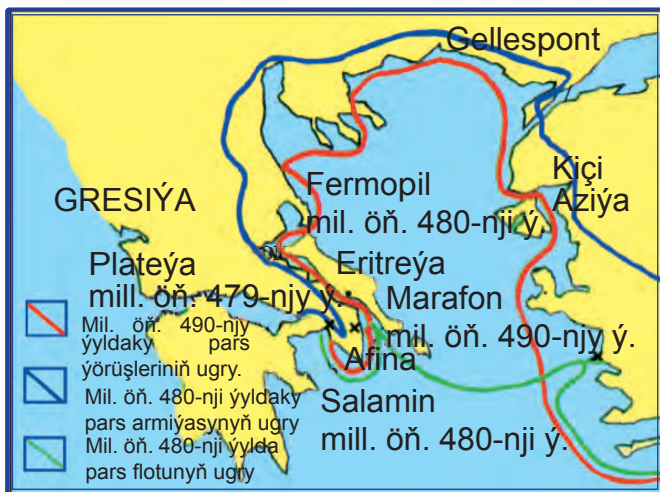 Gellespont
Kiçi
Aziýa
Fermopil
mil. öň. 480-nji ý.
GRESIÝA
Plateýa
mill. öň. 479-njy ý.
Eritreýa
Marafon
mil. öň. 490-njy ý.
Afina
Salamin
mill. öň. 480-nji ý.
Mil. öň. 490-njy
ýyldaky pars
ýörüşleriniň ugry.
Mil. öň. 480-nji ýyldaky
pars armiýasynyň ugry
Mil. öň. 480-nji ýylda
pars flotunyň ugry